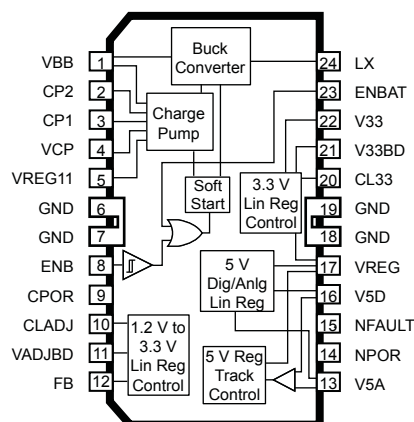 VBB 1
CP2 2
CP1 3
VCP 4
VREG11 5
GND 6
GND 7
ENB 8
CPOR 9
CLADJ 10
VADJBD 11
FB 12
Buck
Converter
Charge
Pump
Soft
Start
3.3 V
Lin Reg
Control
5 V
Dig/Anlg
Lin Reg
1.2 V to
3.3 V
Lin Reg
Control
5 V Reg
Track
Control
24 LX
23 ENBAT
22 V33
21 V33BD
20 CL33
19 GND
18 GND
17 VREG
16 V5D
15 NFAULT
14 NPOR
13 V5A